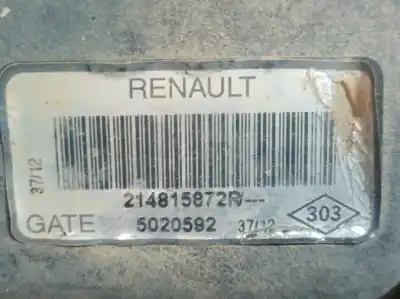 RENAULT
37/12
214815872R---
GATE 5020592 37/12 303